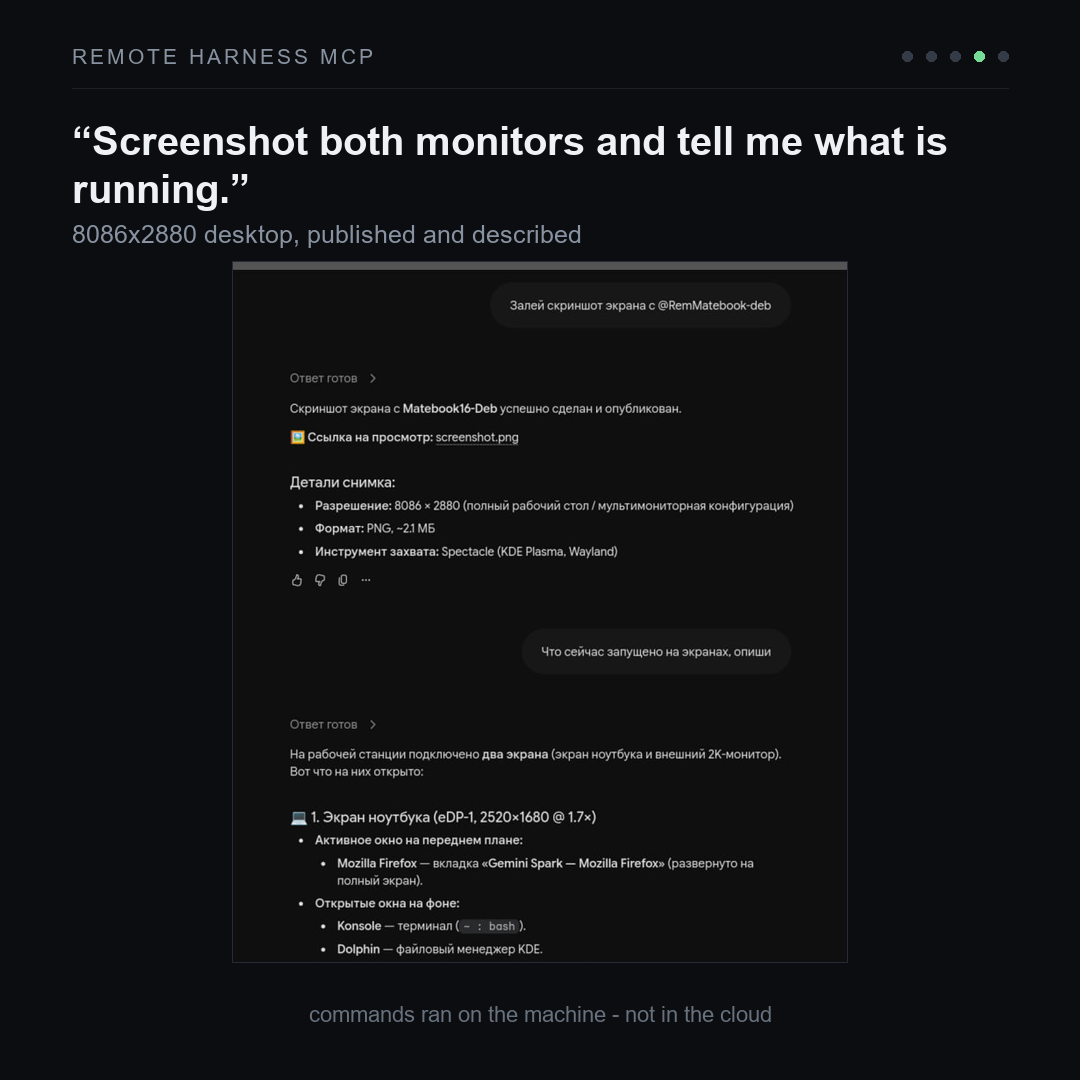 REMOTE HARNESS MCP
“Screenshot both monitors and tell me what is
running.”
8086x2880 desktop, published and described
Залей скриншот экрана с @RemMatebook-deb
Ответ готов
Скриншот экрана с Matebook16-Deb успешно сделан и опубликован.
🖼️ Ссылка на просмотр: screenshot.png
Детали снимка:
• Разрешение: 8086 × 2880 (полный рабочий стол / мультимониторная конфигурация)
• Формат: PNG, ~2.1 МБ
• Инструмент захвата: Spectacle (KDE Plasma, Wayland)
Что сейчас запущено на экранах, опиши
Ответ готов
На рабочей станции подключено два экрана (экран ноутбука и внешний 2K-монитор).
Вот что на них открыто:
💻 1. Экран ноутбука (eDP-1, 2520×1680 @ 1.7×)
• Активное окно на переднем плане:
• Mozilla Firefox — вкладка «Gemini Spark — Mozilla Firefox» (развернуто на
полный экран).
• Открытые окна на фоне:
• Konsole — терминал (~ : bash).
• Dolphin — файловый менеджер KDE.
commands ran on the machine - not in the cloud